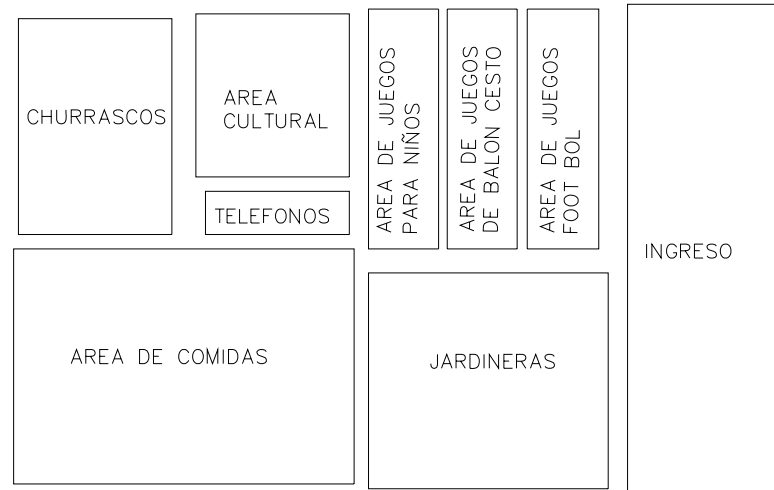 CHURRASCOS
AREA
CULTURAL
TELEFONOS
AREA DE JUEGOS
PARA NIÑOS
AREA DE JUEGOS
DE BALON CESTO
AREA DE JUEGOS
FOOT BOL
INGRESO
AREA DE COMIDAS
JARDINERAS